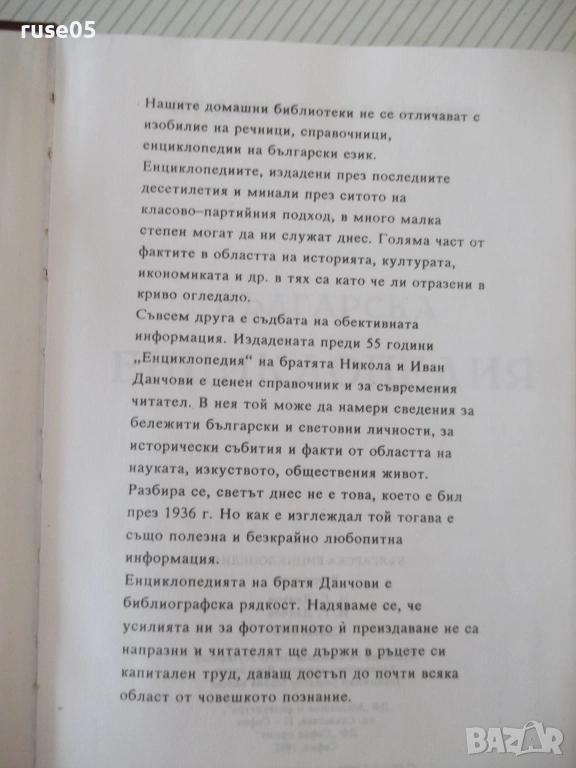 ruse05
Нашите домашни библиотеки не се отличават с
изобилие на речници, справочници,
енциклопедии на български език.
Енциклопедиите, издадени през последните
десетилетия и минали през ситото на
класово–партийния подход, в много малка
степен могат да ни служат днес. Голяма част от
фактите в областта на историята, културата,
икономиката и др. в тях са като че ли отразени в
криво огледало.
Съвсем друга е съдбата на обективната
информация. Издадената преди 55 години
„Енциклопедия“ на братята Никола и Иван
Данчови е ценен справочник и за съвремения
читател. В нея той може да намери сведения за
бележити български и световни личности, за
исторически събития и факти от областта на
науката, изкуството, обществения живот.
Разбира се, светът днес не е това, което е бил
през 1936 г. Но как е изглеждал той тогава е
също полезна и безкрайно любопитна
информация.
Енциклопедията на братя Данчови е
библиографска рядкост. Надяваме се, че
усилията ни за фототипното ѝ преиздаване не са
напразни и читателят ще държи в ръцете си
капитален труд, даващ достъп до почти всяка
област от човешкото познание.
BAZAR